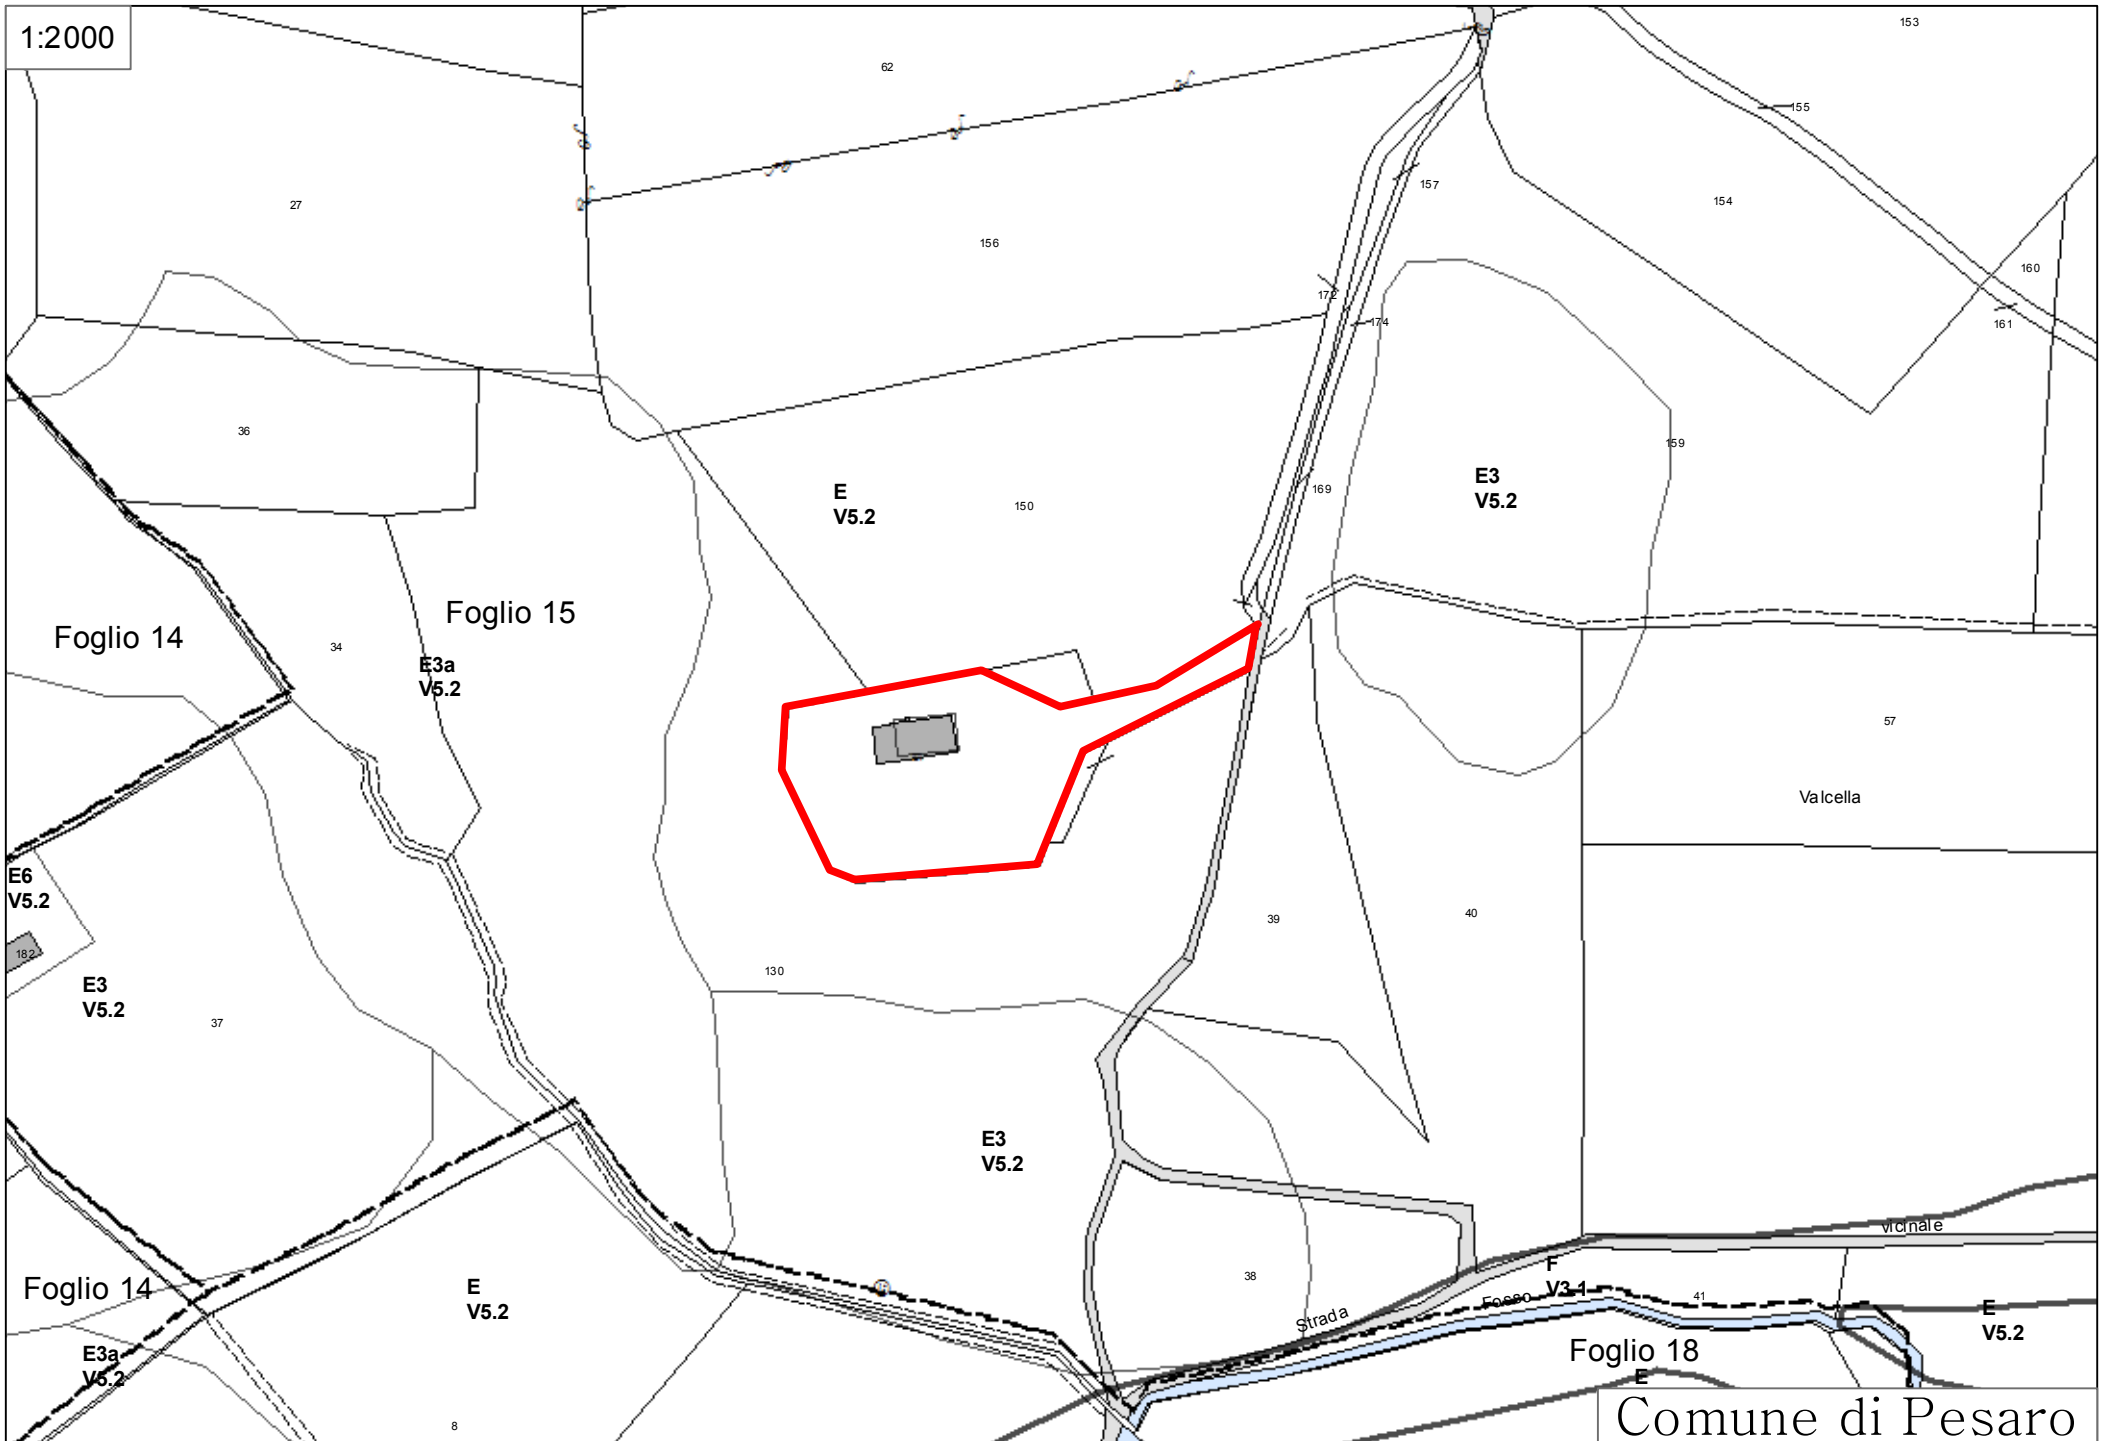 1:2000
153
62
155
157
154
27
156
160
172
174
161
36
159
E3
V5.2
E
V5.2
169
150
Foglio 15
Foglio 14
34
E3a
V5.2
57
Valcella
E6
V5.2
39
40
182
130
E3
V5.2
37
E3
V5.2
vicinale
38
F
V3.1
Foglio 14
E
V5.2
41
Fosso
Strada
E
V5.2
Foglio 18
E3a
V5.2
E
Comune di Pesaro
8